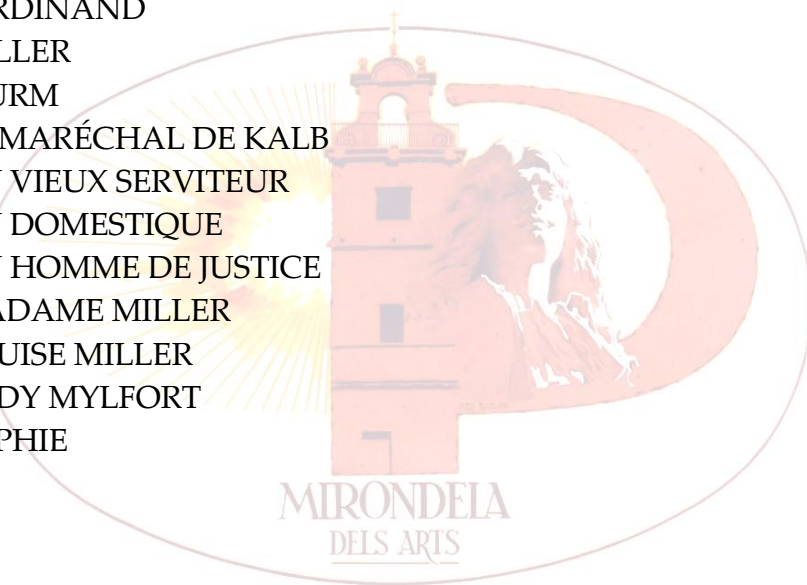 RDINAND
LLER
URM
MARÉCHAL DE KALB
VIEUX SERVITEUR
DOMESTIQUE
HOMME DE JUSTICE
ADAME MILLER
UISE MILLER
DY MYLFORT
PHIE
MIRONDELA
DELS ARTS